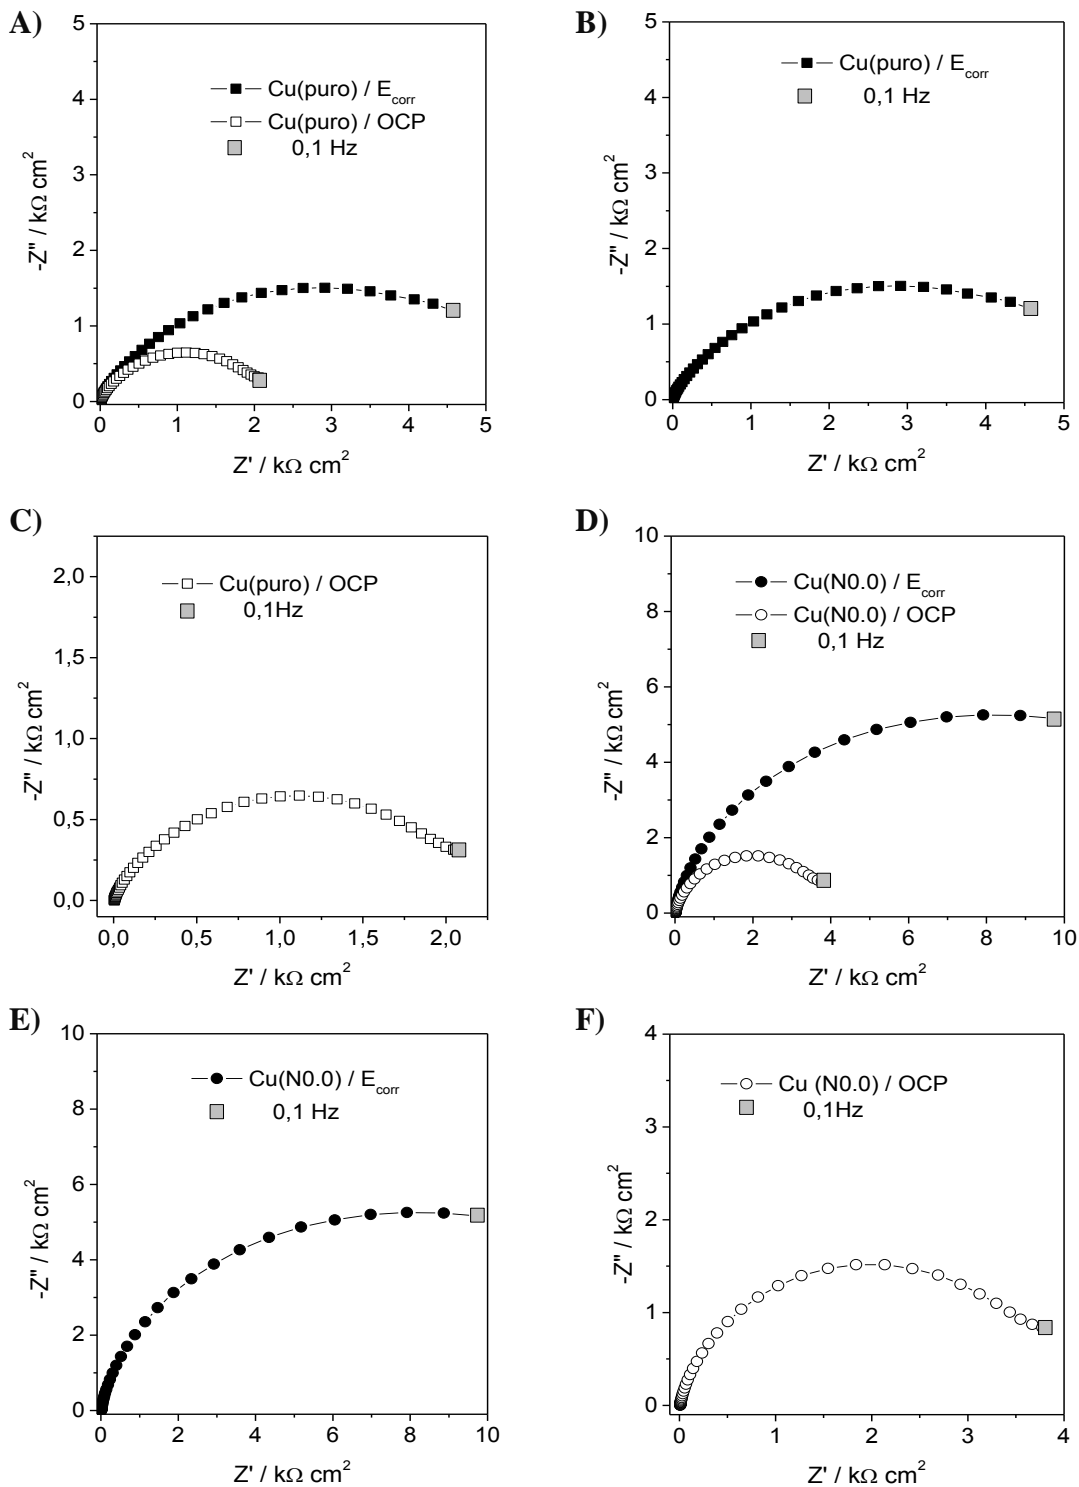 A)
5
4
3
2
1
0
-Z" / kΩ cm²
Cu(puro) / E_corr
Cu(puro) / OCP
0,1 Hz
0 1 2 3 4 5
Z' / kΩ cm²
B)
5
4
3
2
1
0
-Z" / kΩ cm²
Cu(puro) / E_corr
0,1 Hz
0 1 2 3 4 5
Z' / kΩ cm²
C)
2,0
1,5
1,0
0,5
0,0
-Z" / kΩ cm²
Cu(puro) / OCP
0,1Hz
0,0 0,5 1,0 1,5 2,0
Z' / kΩ cm²
D)
10
8
6
4
2
0
-Z" / kΩ cm²
Cu(N0.0) / E_corr
Cu(N0.0) / OCP
0,1 Hz
0 2 4 6 8 10
Z' / kΩ cm²
E)
10
8
6
4
2
0
-Z" / kΩ cm²
Cu(N0.0) / E_corr
0,1 Hz
0 2 4 6 8 10
Z' / kΩ cm²
F)
4
3
2
1
0
-Z" / kΩ cm²
Cu (N0.0) / OCP
0,1Hz
0 1 2 3 4
Z' / kΩ cm²